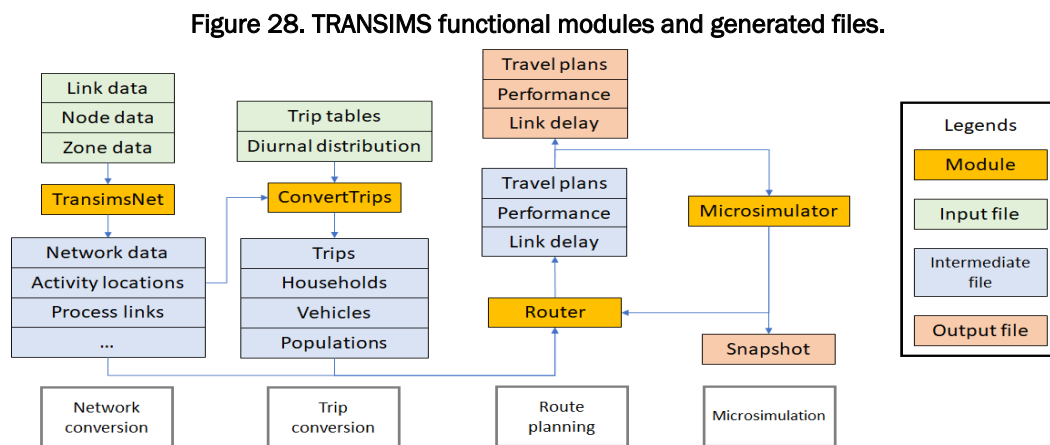 Figure 28. TRANSIMS functional modules and generated files.
Link data
Node data
Zone data
TransimsNet
Network data
Activity locations
Process links
...
Network
conversion
Trip tables
Diurnal distribution
ConvertTrips
Trips
Households
Vehicles
Populations
Trip
conversion
Travel plans
Performance
Link delay
Travel plans
Performance
Link delay
Router
Route
planning
Microsimulator
Snapshot
Microsimulation
Legends
Module
Input file
Intermediate
file
Output file